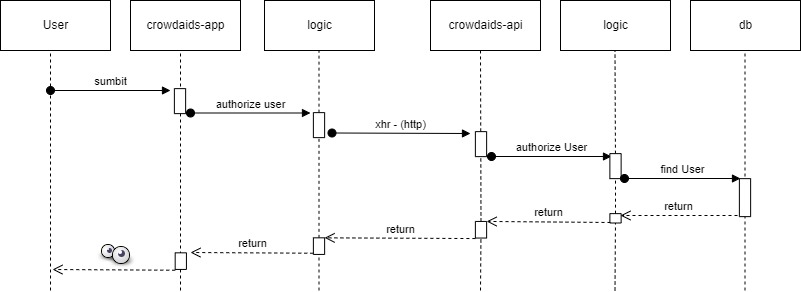 User
crowdaids-app
logic
crowdaids-api
logic
db
sumbit
authorize user
xhr - (http)
authorize User
find User
return
return
return
return